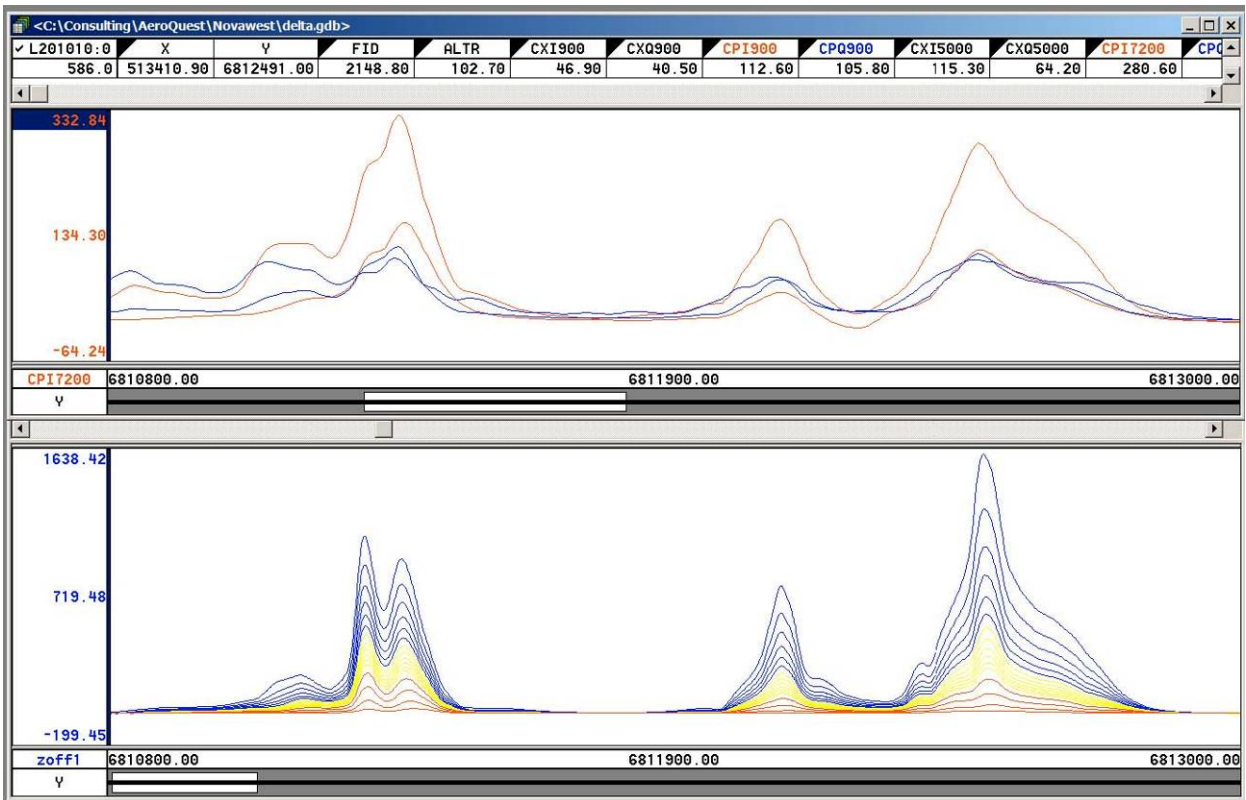 <C:\Consulting\AeroQuest\Novawest\delta.gdb>
✓ L201010:0 X Y FID ALTR CXI900 CXQ900 CPI900 CPQ900 CXI5000 CXQ5000 CPI7200 CPQ
586.0 513410.90 6812491.00 2148.80 102.70 46.90 40.50 112.60 105.80 115.30 64.20 280.60
332.84
134.30
-64.24
CPI7200 6810800.00 6811900.00 6813000.00
Y
1638.42
719.48
-199.45
zoff1 6810800.00 6811900.00 6813000.00
Y